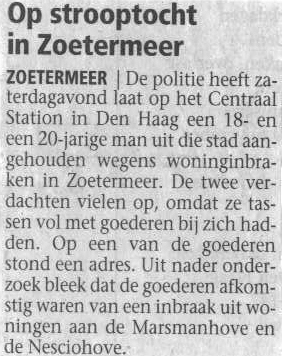 Op strooptocht
in Zoetermeer
ZOETERMEER | De politie heeft za-
terdagavond laat op het Centraal
Station in Den Haag een 18- en
een 20-jarige man uit die stad aan-
gehouden wegens woninginbra-
ken in Zoetermeer. De twee ver-
dachten vielen op, omdat ze tas-
sen vol met goederen bij zich had-
den. Op een van de goederen
stond een adres. Uit nader onder-
zoek bleek dat de goederen afkom-
stig waren van een inbraak uit wo-
ningen aan de Marsmanhove en
de Nesciohove.